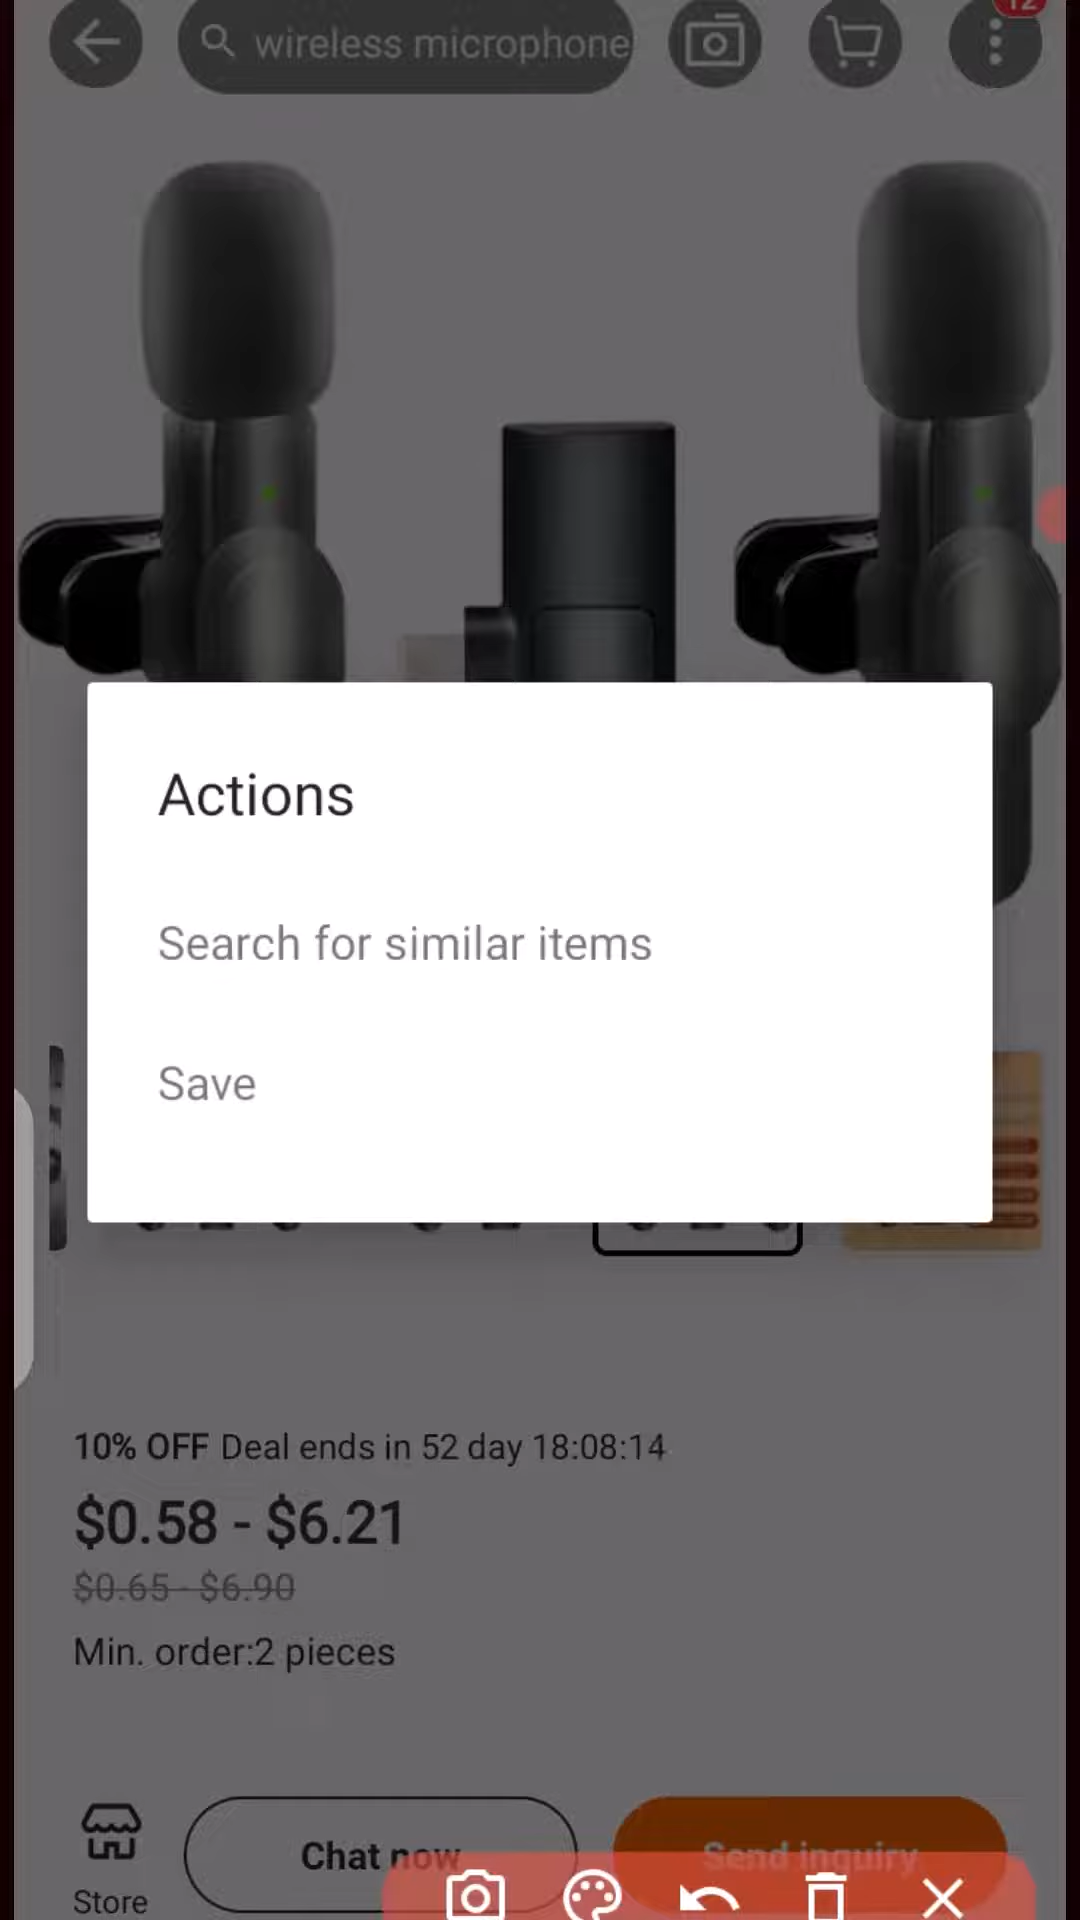 12
wireless microphone
Actions
Search for similar items
Save
10% OFF Deal ends in 52 day 18:08:14
$0.58 - $6.21
$0.65 - $6.90
Min. order:2 pieces
Chat now
Send inquiry
Store